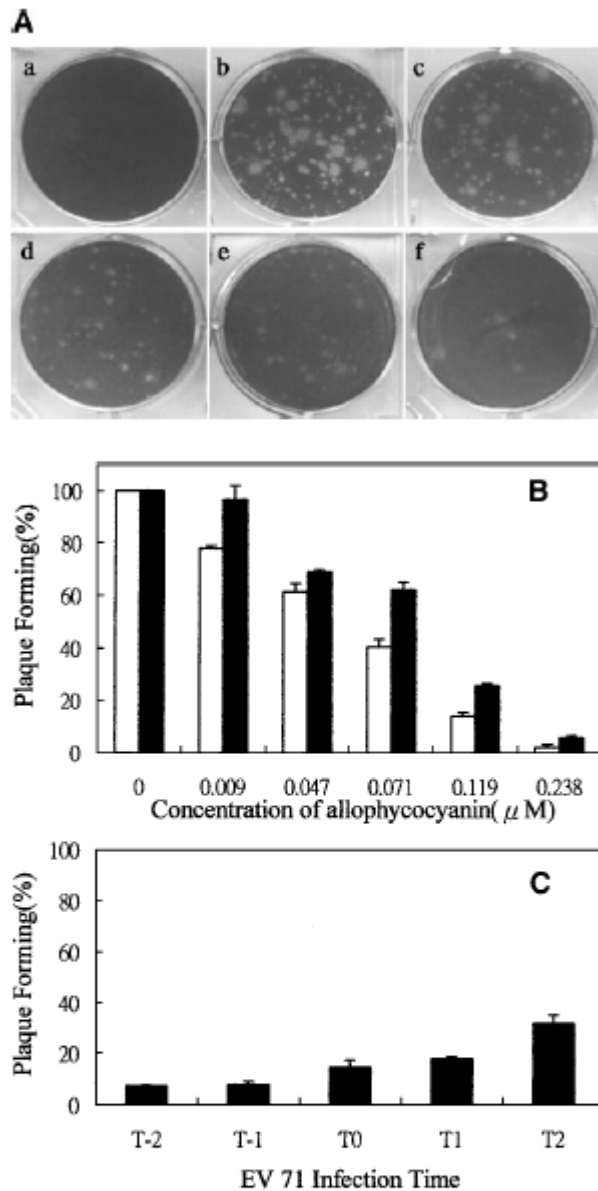 A
a
b
c
d
e
f
B
Plaque Forming(%)
100
80
60
40
20
0
0 0.009 0.047 0.071 0.119 0.238
Concentration of allophycocyanin( μ M)
C
Plaque Forming(%)
100
80
60
40
20
0
T-2 T-1 T0 T1 T2
EV 71 Infection Time